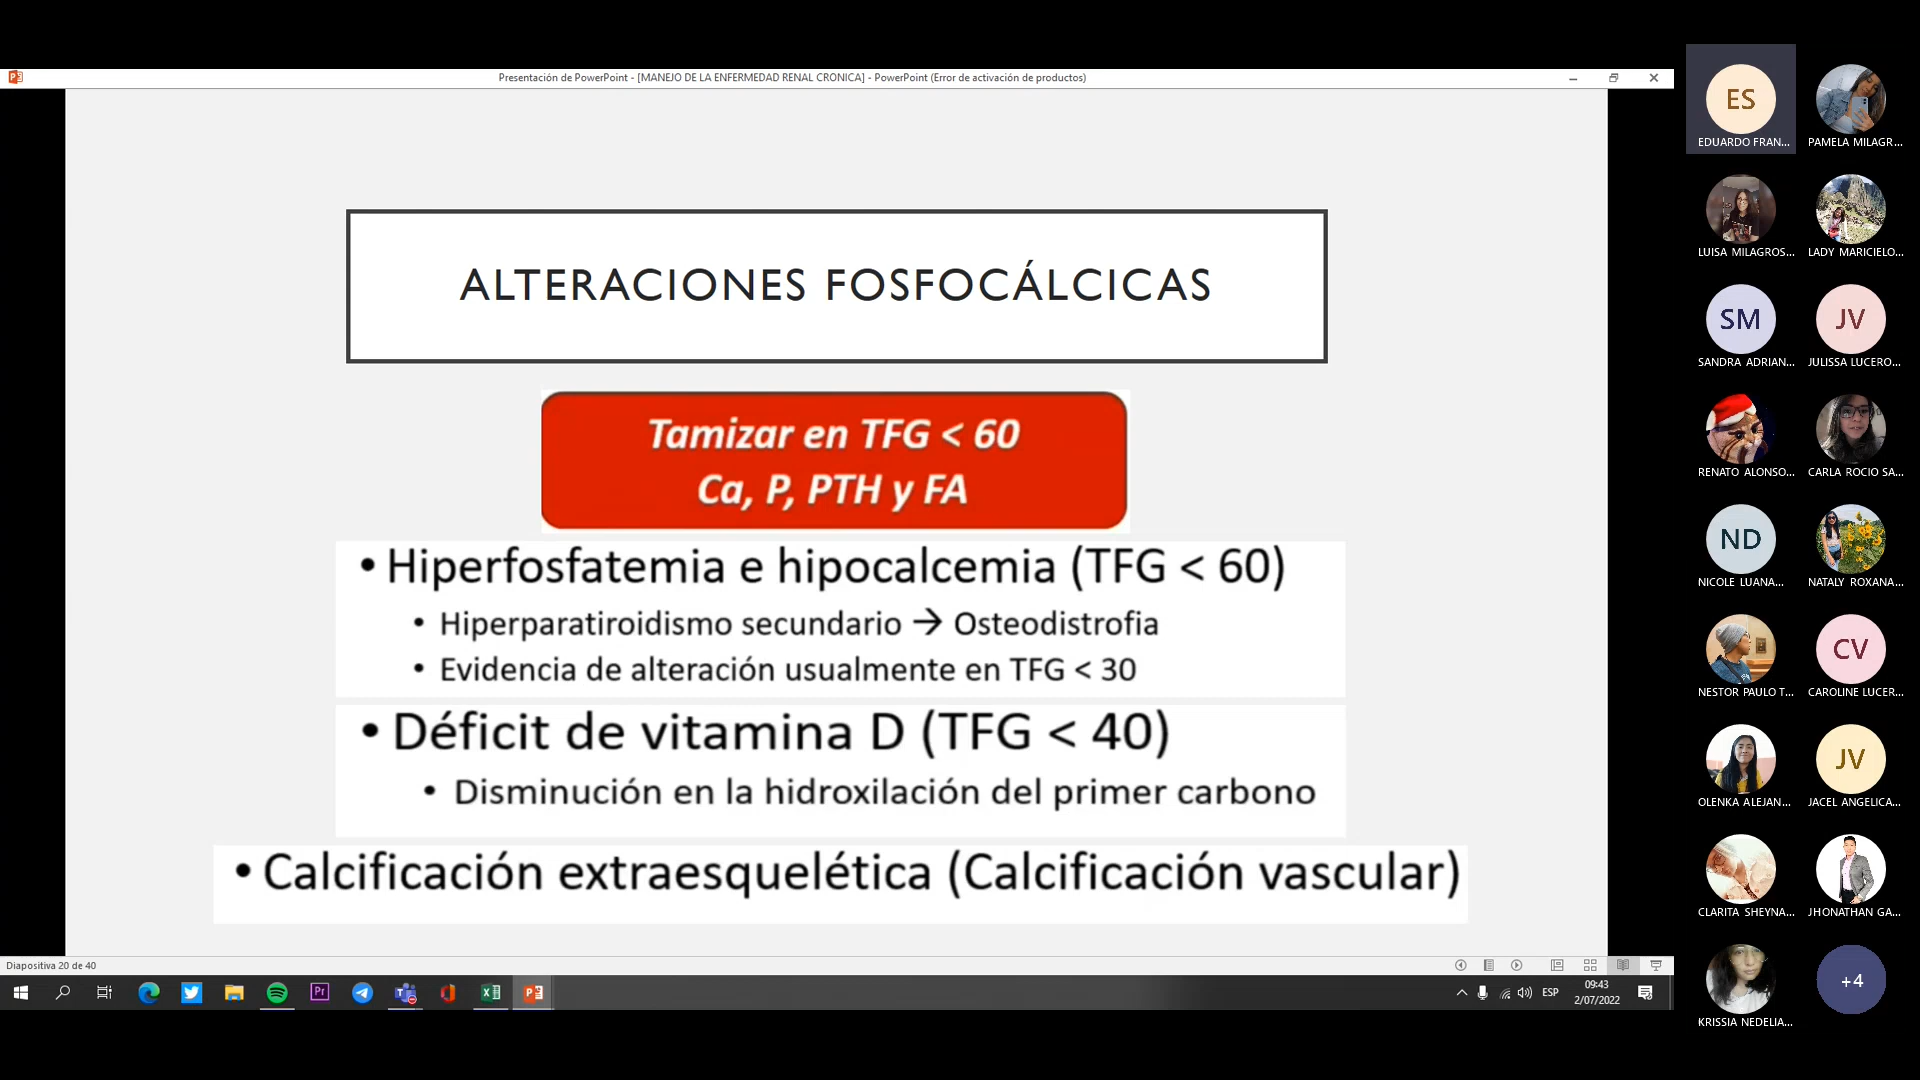 Presentación de PowerPoint - [MANEJO DE LA ENFERMEDAD RENAL CRONICA] - PowerPoint (Error de activación de productos)
ALTERACIONES FOSFOCÁLCICAS
Tamizar en TFG < 60
Ca, P, PTH y FA
• Hiperfosfatemia e hipocalcemia (TFG < 60)
• Hiperparatiroidismo secundario → Osteodistrofia
• Evidencia de alteración usualmente en TFG < 30
• Déficit de vitamina D (TFG < 40)
• Disminución en la hidroxilación del primer carbono
• Calcificación extraesquelética (Calcificación vascular)
Diapositiva 20 de 40
Pr
ESP
09:43
2/07/2022
ES
EDUARDO FRAN...
PAMELA MILAGR...
LUISA MILAGROS...
LADY MARICIELO...
SM
SANDRA ADRIAN...
JV
JULISSA LUCERO...
RENATO ALONSO...
CARLA ROCIO SA...
ND
NICOLE LUANA...
NATALY ROXANA...
NESTOR PAULO T...
CV
CAROLINE LUCER...
OLENKA ALEJAN...
JV
JACEL ANGELICA...
CLARITA SHEYNA...
JHONATHAN GA...
KRISSIA NEDELIA...
+4